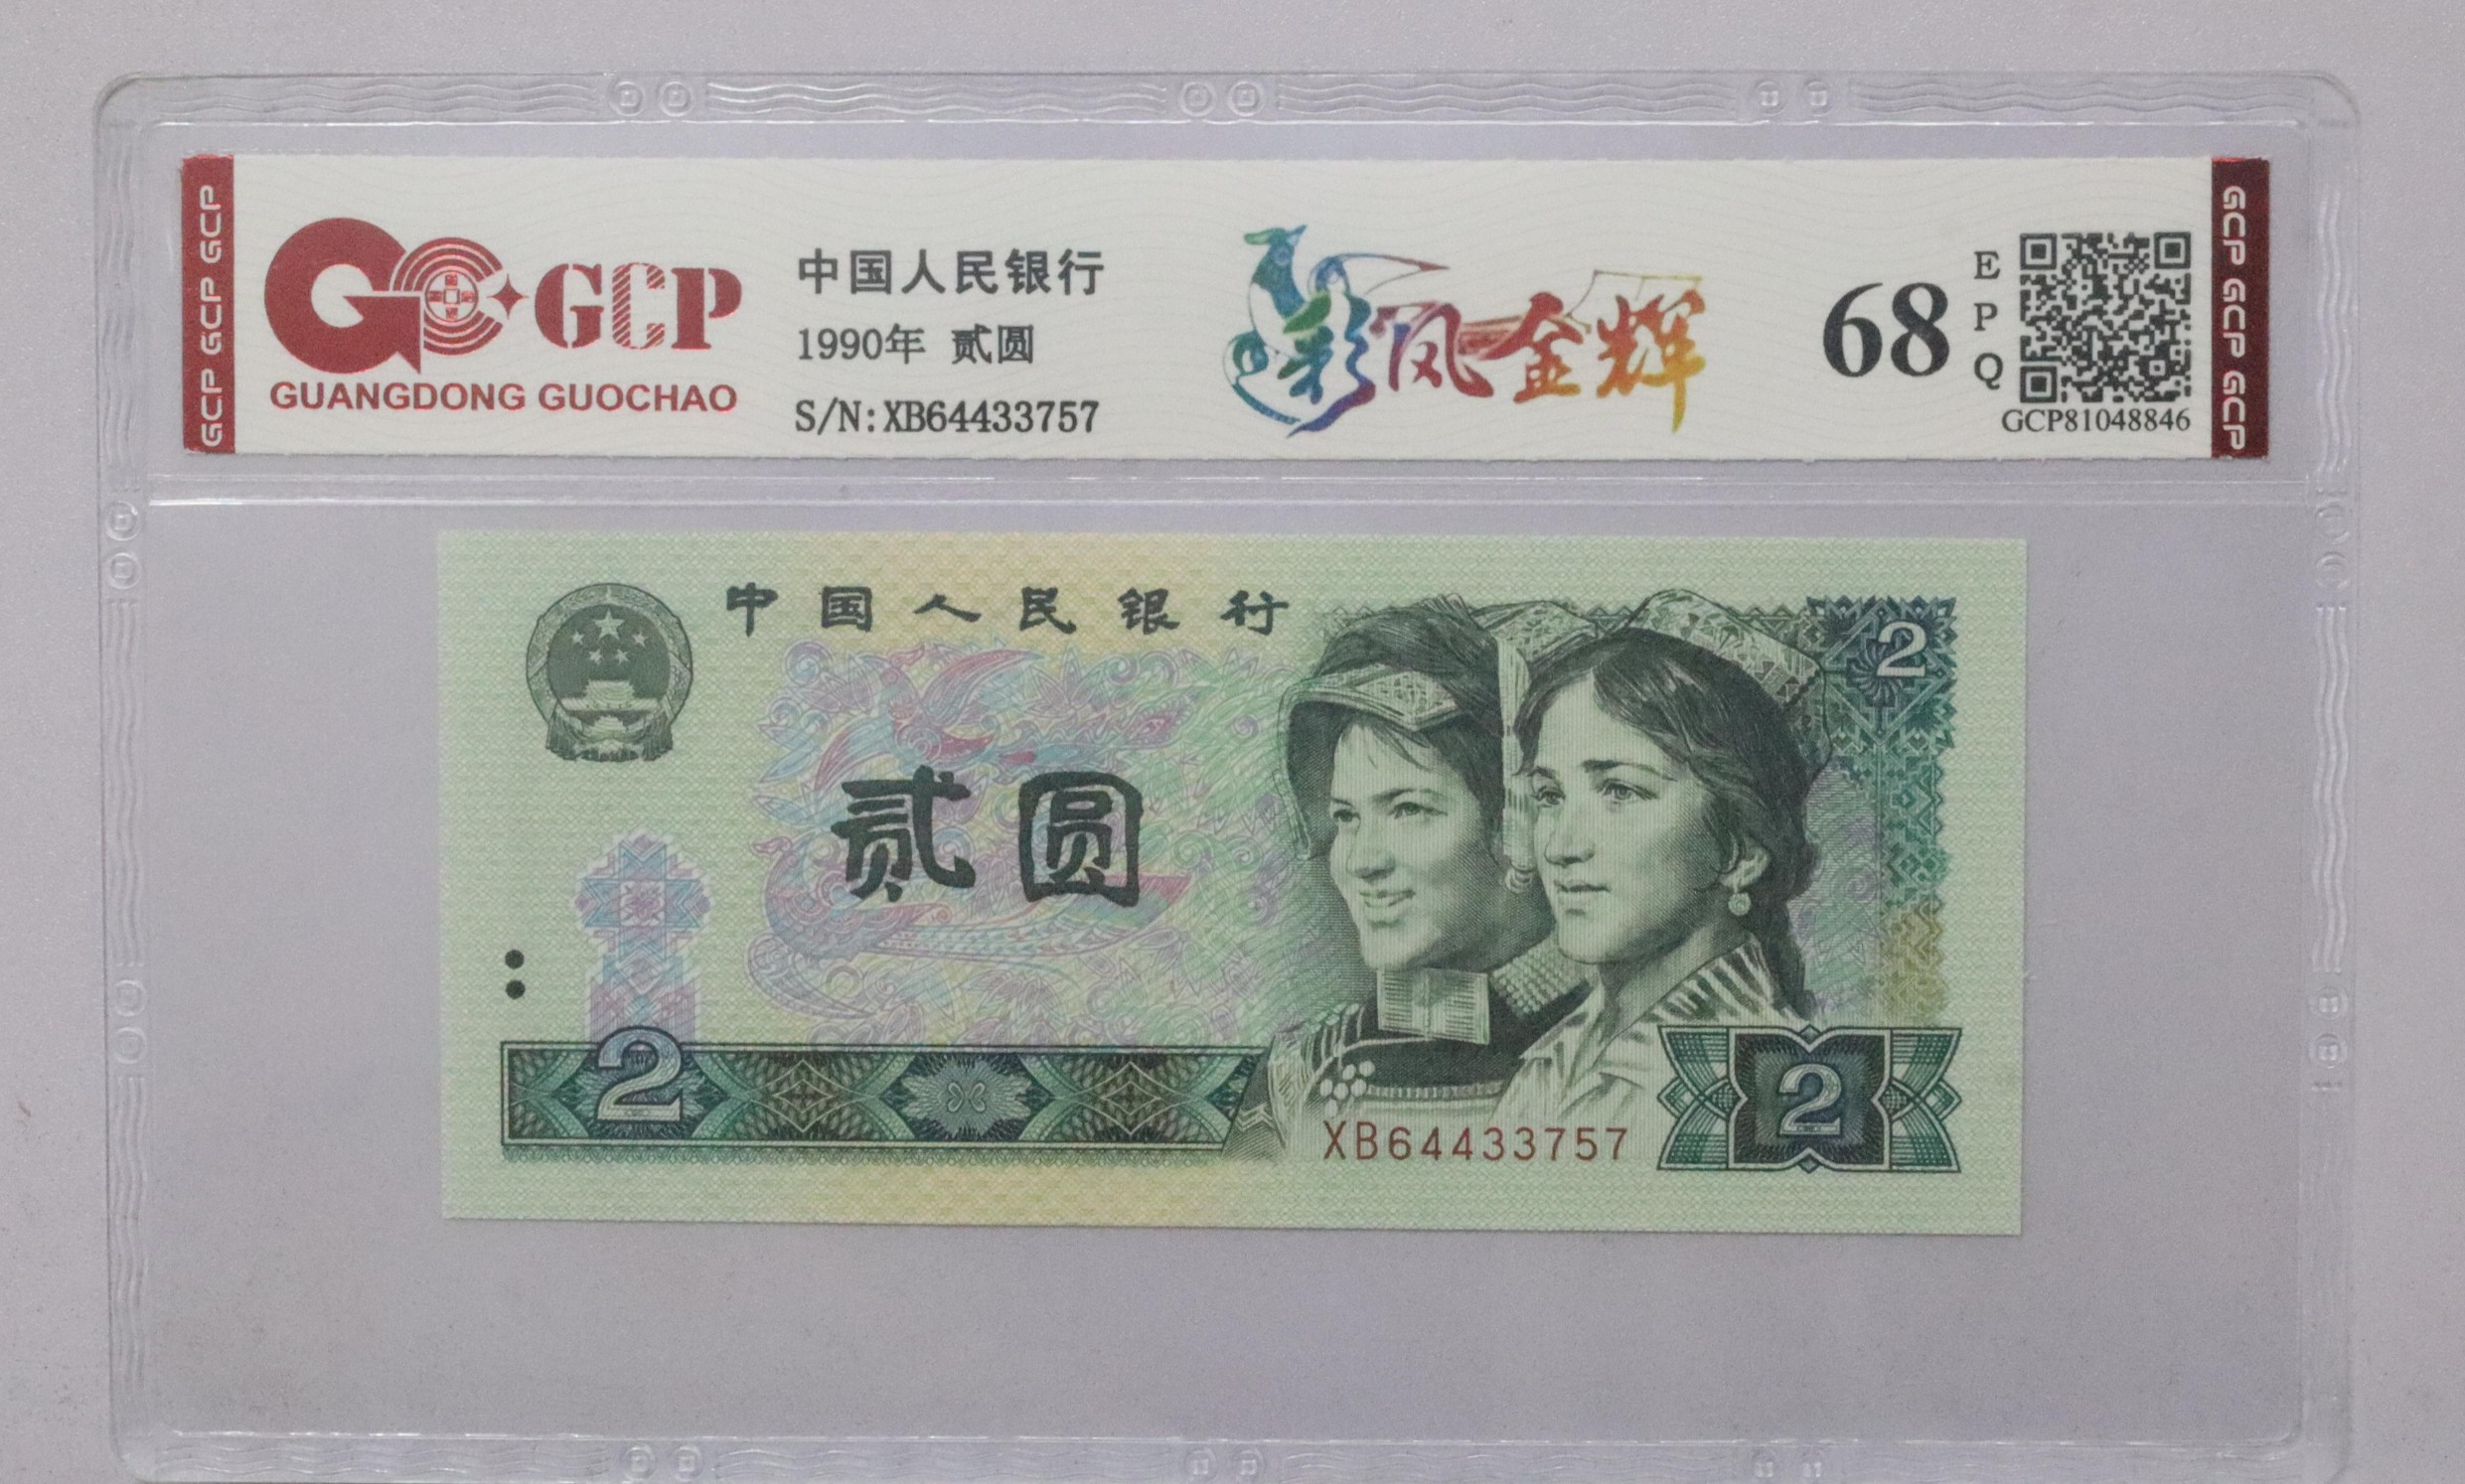 GCP GCP GCP GCP
GCP
GUANGDONG GUOCHAO
中国人民银行
1990年 贰圆
S/N:XB64433757
彩凤金辉
68
E
P
Q
GCP81048846
GCP GCP GCP GCP
中国人民银行
2
贰圆
2
XB64433757
2